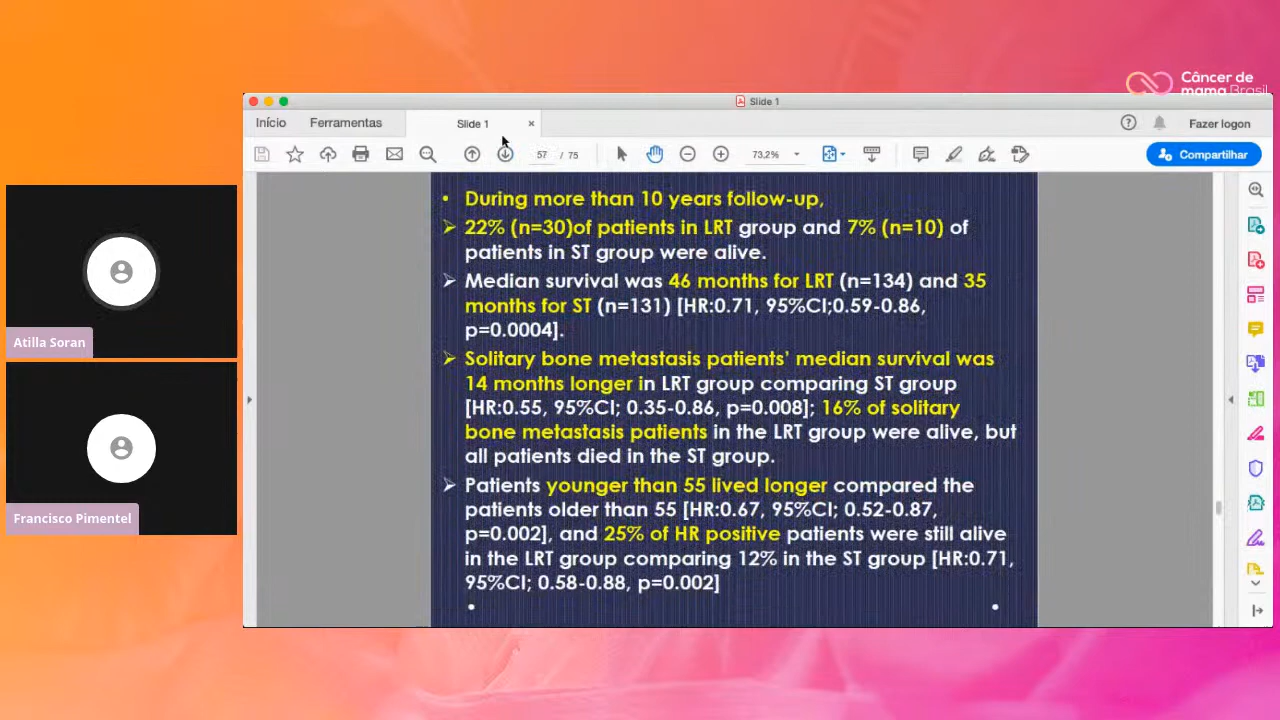 Câncer de
mama Brasil
Slide 1
Início
Ferramentas
Slide 1
×
Fazer logon
57 / 75
73,2%
Compartilhar
• During more than 10 years follow-up,
➢ 22% (n=30)of patients in LRT group and 7% (n=10) of
patients in ST group were alive.
➢ Median survival was 46 months for LRT (n=134) and 35
months for ST (n=131) [HR:0.71, 95%CI;0.59-0.86,
p=0.0004].
➢ Solitary bone metastasis patients’ median survival was
14 months longer in LRT group comparing ST group
[HR:0.55, 95%CI; 0.35-0.86, p=0.008]; 16% of solitary
bone metastasis patients in the LRT group were alive, but
all patients died in the ST group.
➢ Patients younger than 55 lived longer compared the
patients older than 55 [HR:0.67, 95%CI; 0.52-0.87,
p=0.002], and 25% of HR positive patients were still alive
in the LRT group comparing 12% in the ST group [HR:0.71,
95%CI; 0.58-0.88, p=0.002]
Atilla Soran
Francisco Pimentel